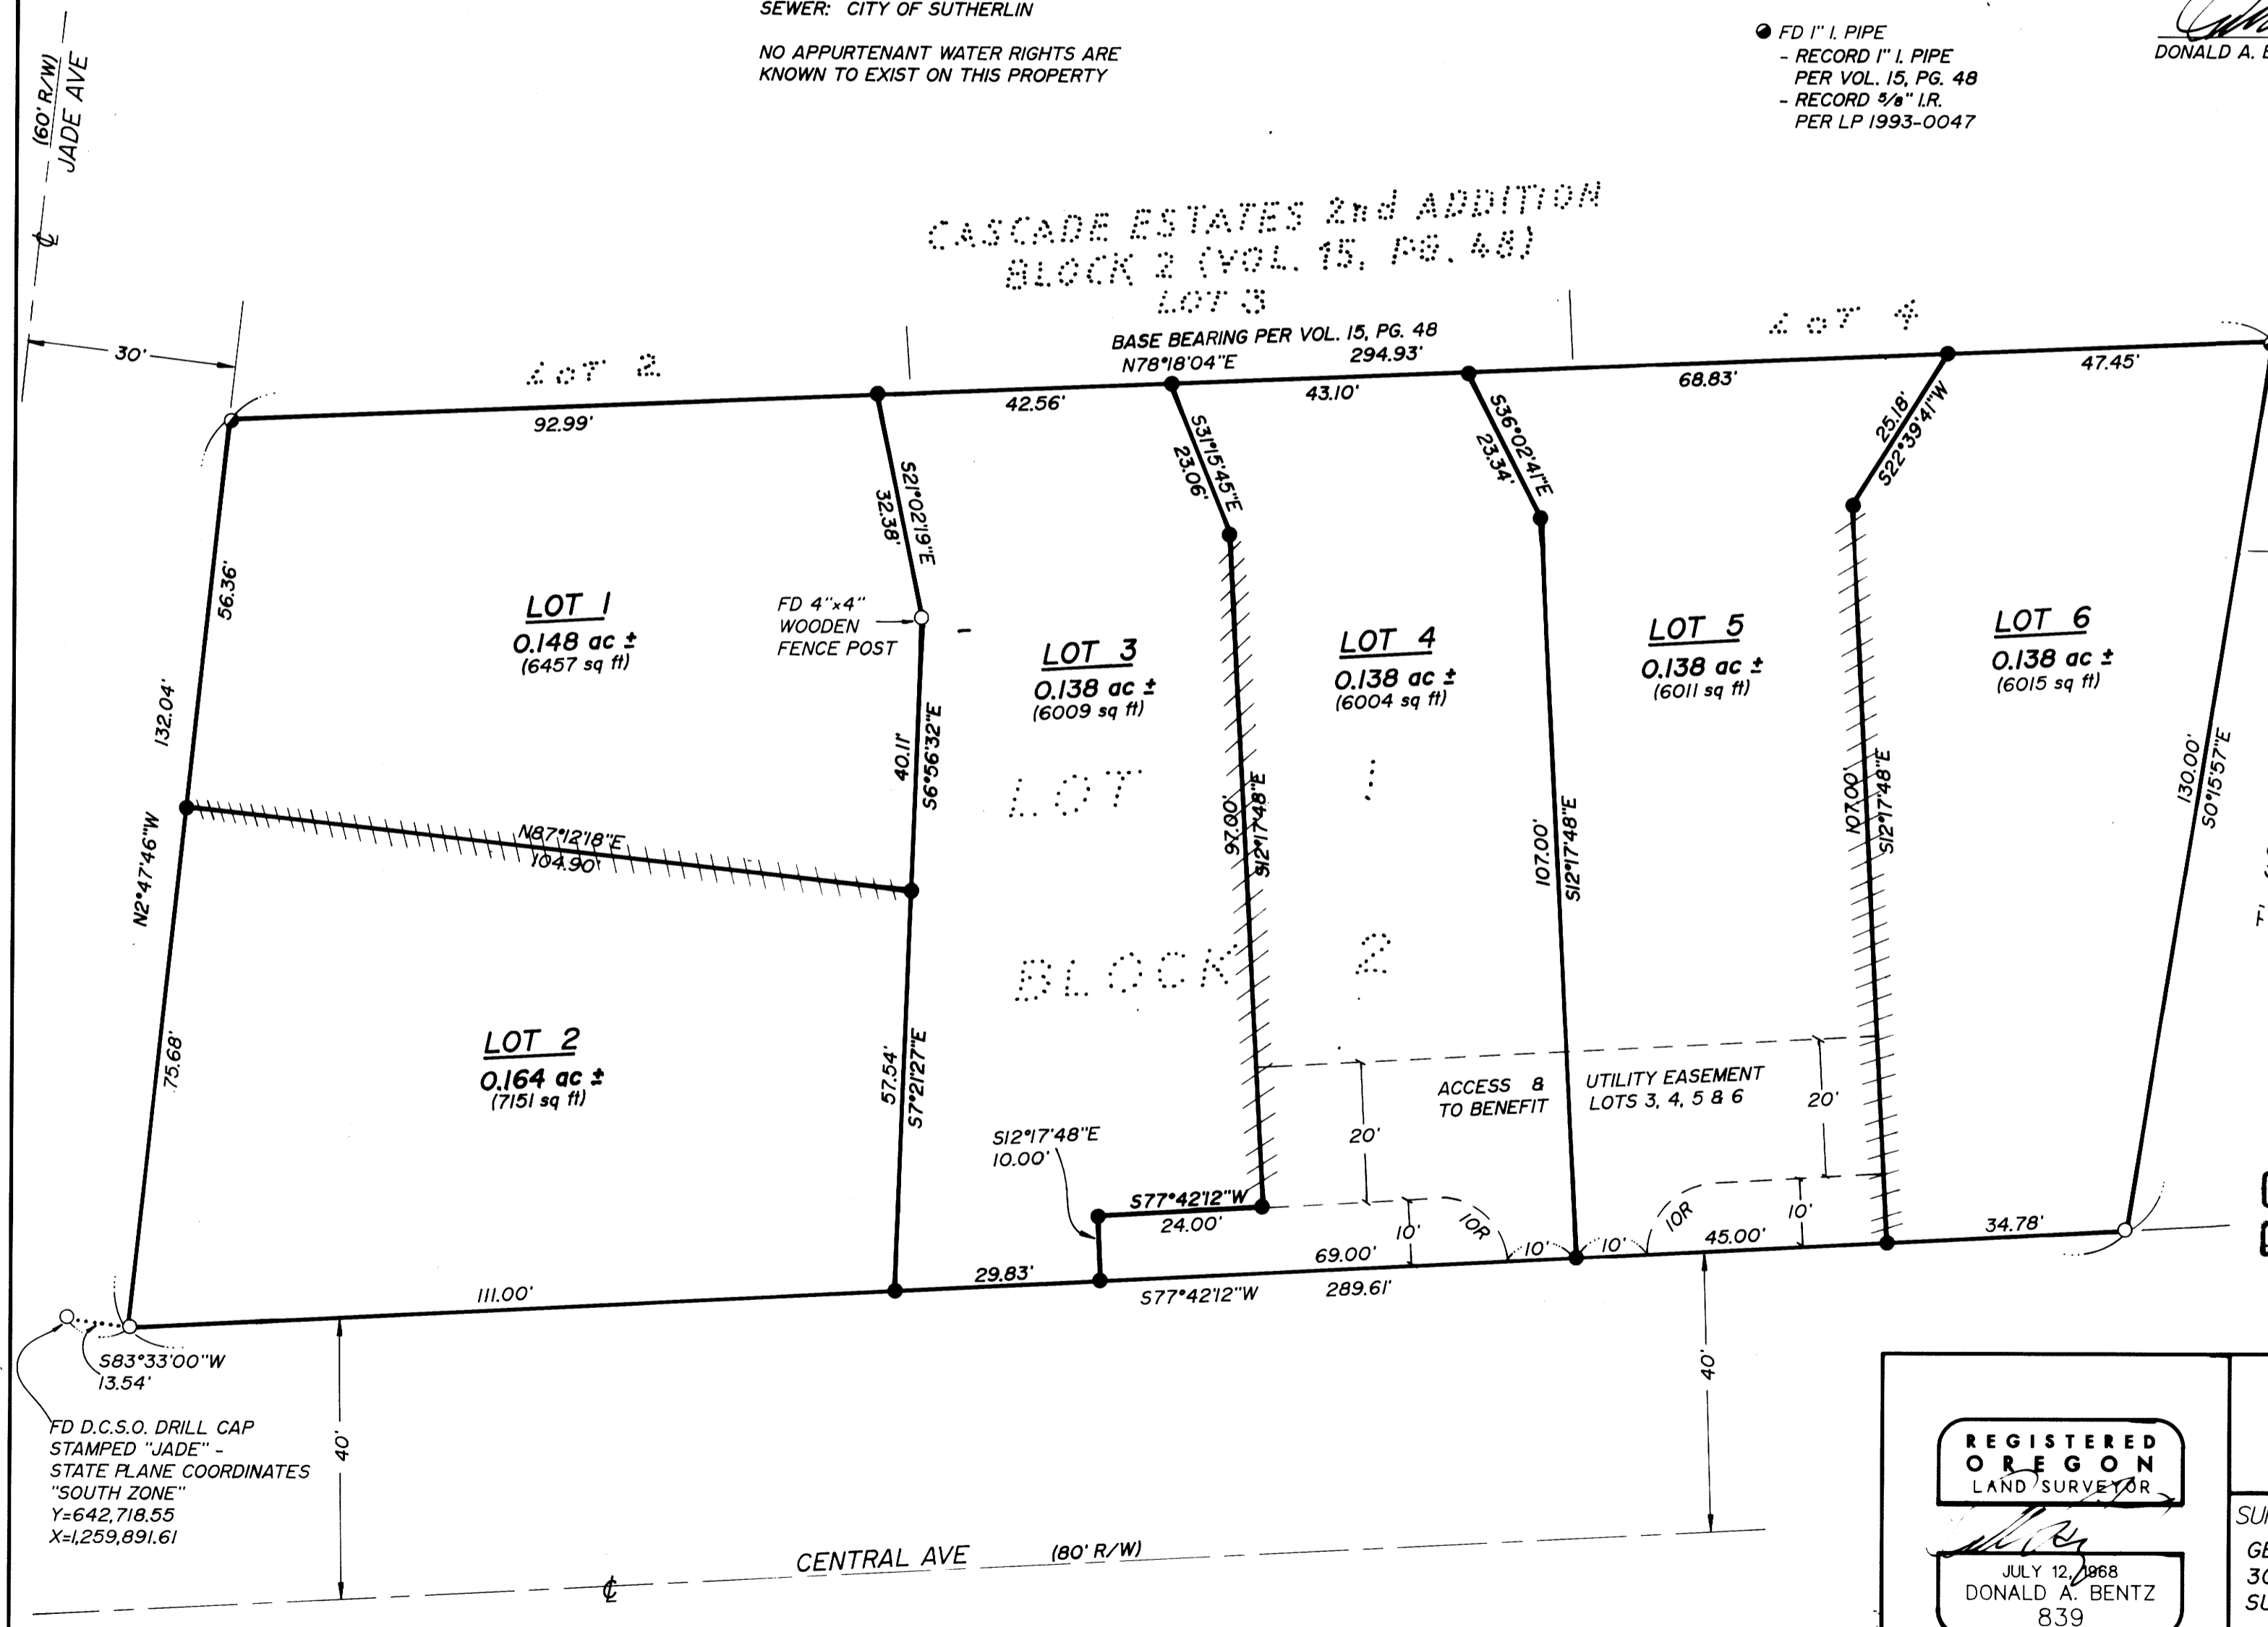 SEWER: CITY OF SUTHERLIN
NO APPURTENANT WATER RIGHTS ARE
KNOWN TO EXIST ON THIS PROPERTY
FD 1" I. PIPE
- RECORD 1" I. PIPE
PER VOL. 15, PG. 48
- RECORD 5/8" I.R.
PER LP 1993-0047
DONALD A.
(60' R/W)
JADE AVE
CASCADE ESTATES 2nd ADDITION
BLOCK 2 (VOL. 15, PG. 48)
LOT 3
LOT 2
LOT 4
30'
BASE BEARING PER VOL. 15, PG. 48
N78°18'04"E 294.93'
92.99'
42.56'
43.10'
68.83'
47.45'
S21°02'19"E
32.38'
S31°15'45"E
23.06'
S36°02'41"E
23.34'
25.18'
S22°39'41"W
56.36'
132.04'
N2°47'46"W
75.68'
LOT 1
0.148 ac ±
(6457 sq ft)
FD 4"x4"
WOODEN
FENCE POST
LOT 3
0.138 ac ±
(6009 sq ft)
LOT 4
0.138 ac ±
(6004 sq ft)
LOT 5
0.138 ac ±
(6011 sq ft)
LOT 6
0.138 ac ±
(6015 sq ft)
40.11'
S6°56'32"E
LOT 1
BLOCK 2
97.00'
S12°17'48"E
107.00'
S12°17'48"E
107.00'
S12°17'48"E
130.00'
S0°15'57"E
N87°12'18"E
104.90'
LOT 2
0.164 ac ±
(7151 sq ft)
57.54'
S7°21'27"E
ACCESS & UTILITY EASEMENT
TO BENEFIT LOTS 3, 4, 5 & 6
20'
20'
S12°17'48"E
10.00'
S77°42'12"W
24.00'
10'
10R
10'
10'
10R
10'
111.00'
29.83'
69.00'
45.00'
34.78'
S77°42'12"W 289.61'
S83°33'00"W
13.54'
FD D.C.S.O. DRILL CAP
STAMPED "JADE" -
STATE PLANE COORDINATES
"SOUTH ZONE"
Y=642,718.55
X=1,259,891.61
40'
40'
CENTRAL AVE (80' R/W)
REGISTERED
OREGON
LAND SURVEYOR
JULY 12, 1968
DONALD A. BENTZ
839